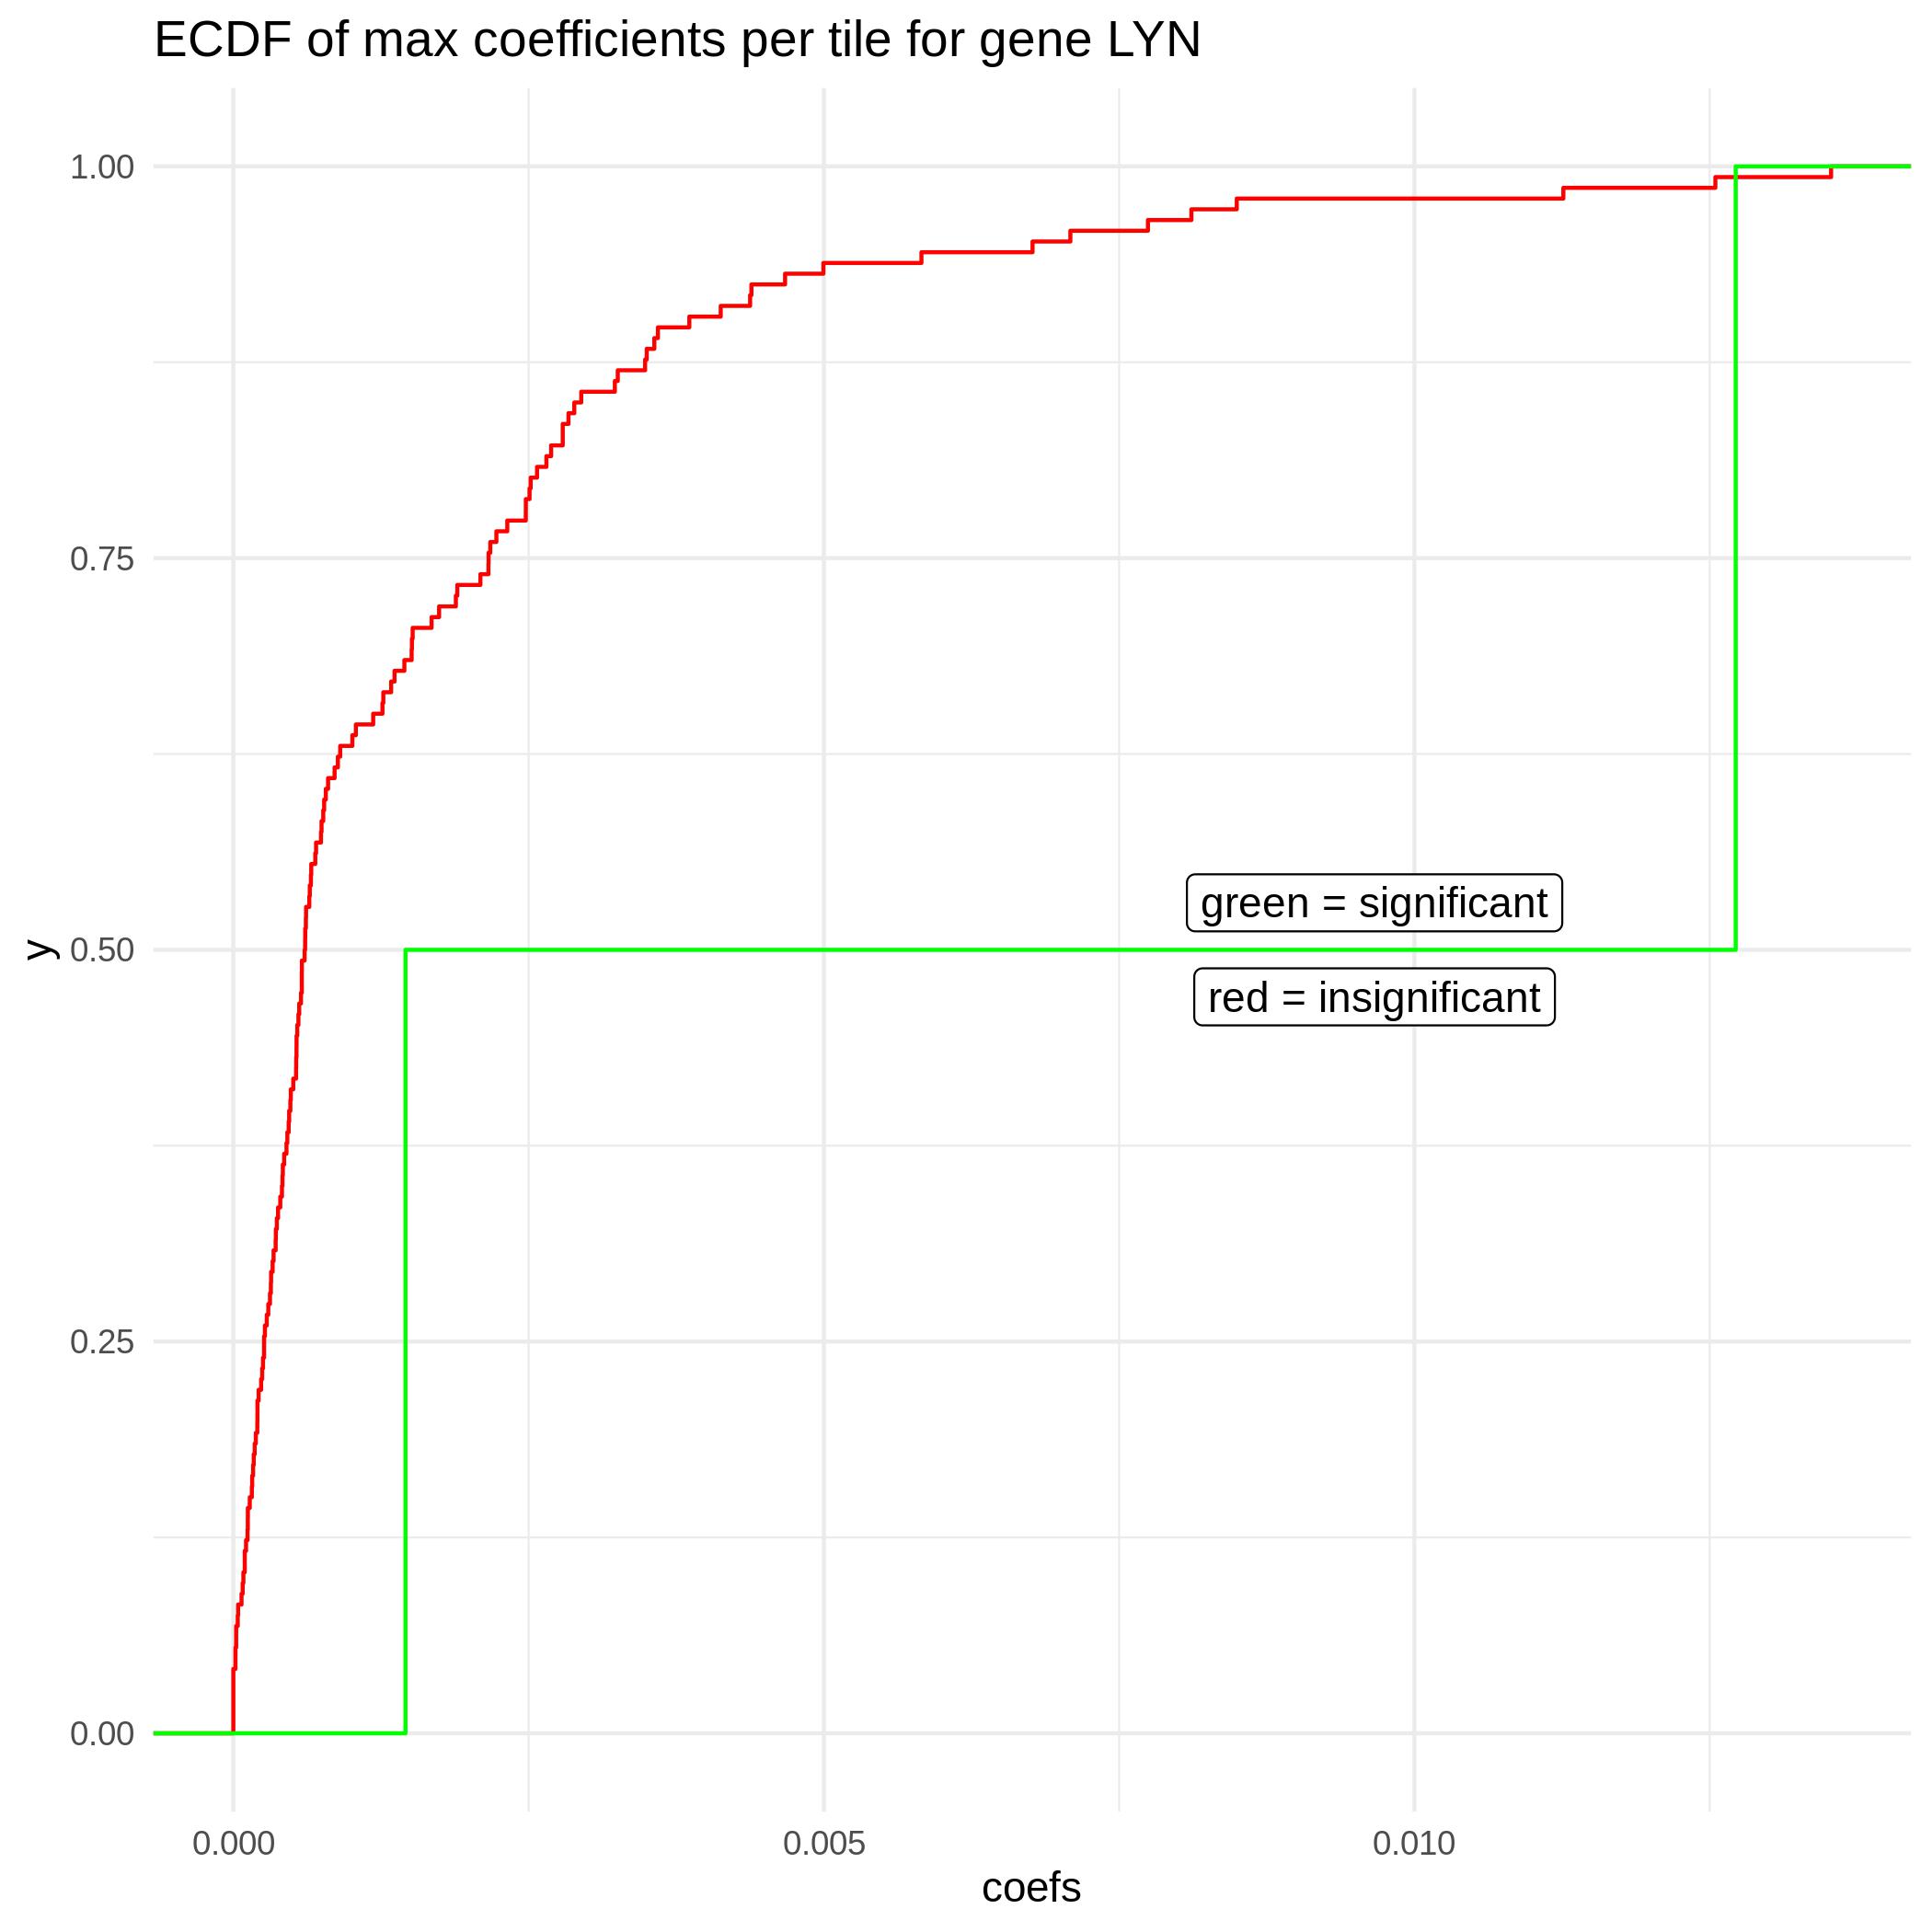 ECDF of max coefficients per tile for gene LYN
1.00
0.75
0.50
0.25
0.00
y
green = significant
red = insignificant
0.000
0.005
0.010
coefs